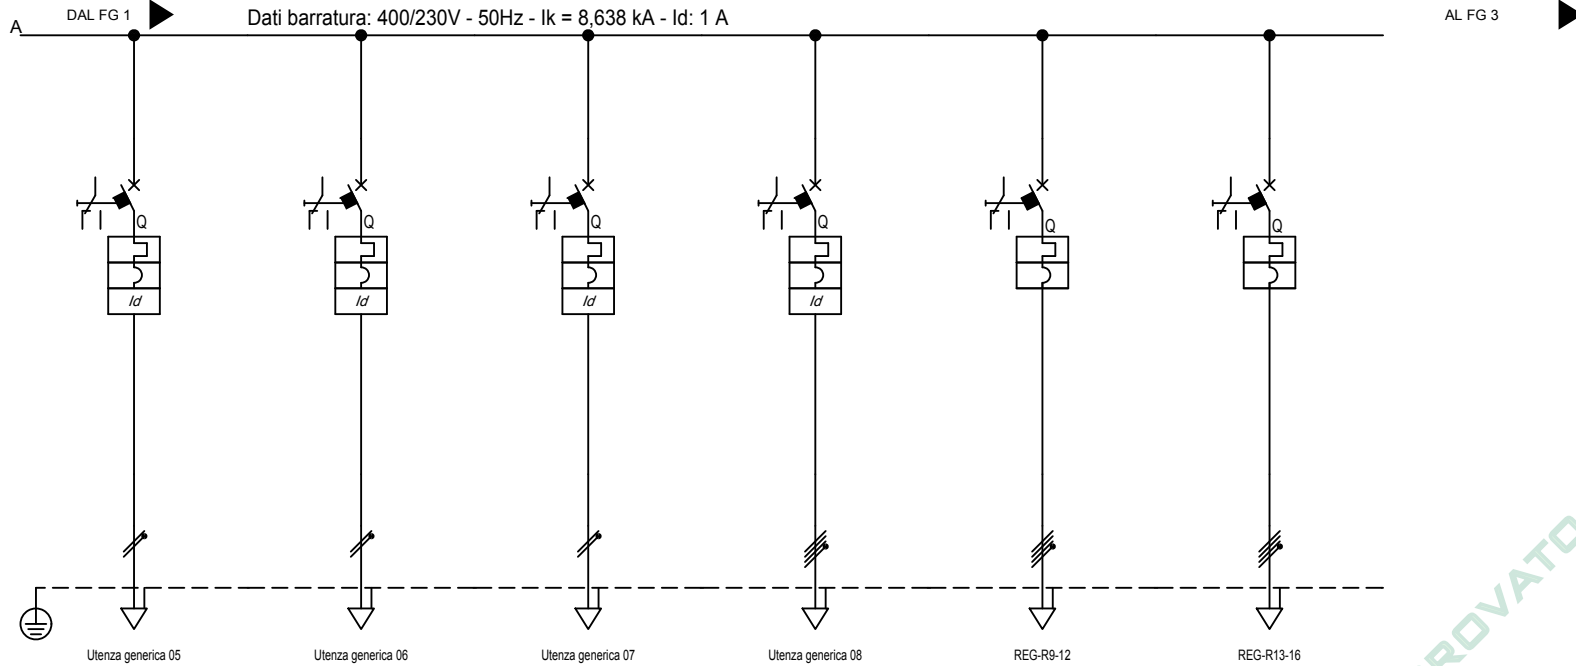 DAL FG 1
Dati barratura: 400/230V - 50Hz - Ik = 8,638 kA - Id: 1 A
AL FG 3
A
Q Q Q Q Q Q
Id Id Id Id
Utenza generica 05 Utenza generica 06 Utenza generica 07 Utenza generica 08 REG-R9-12 REG-R13-16
ROVATO